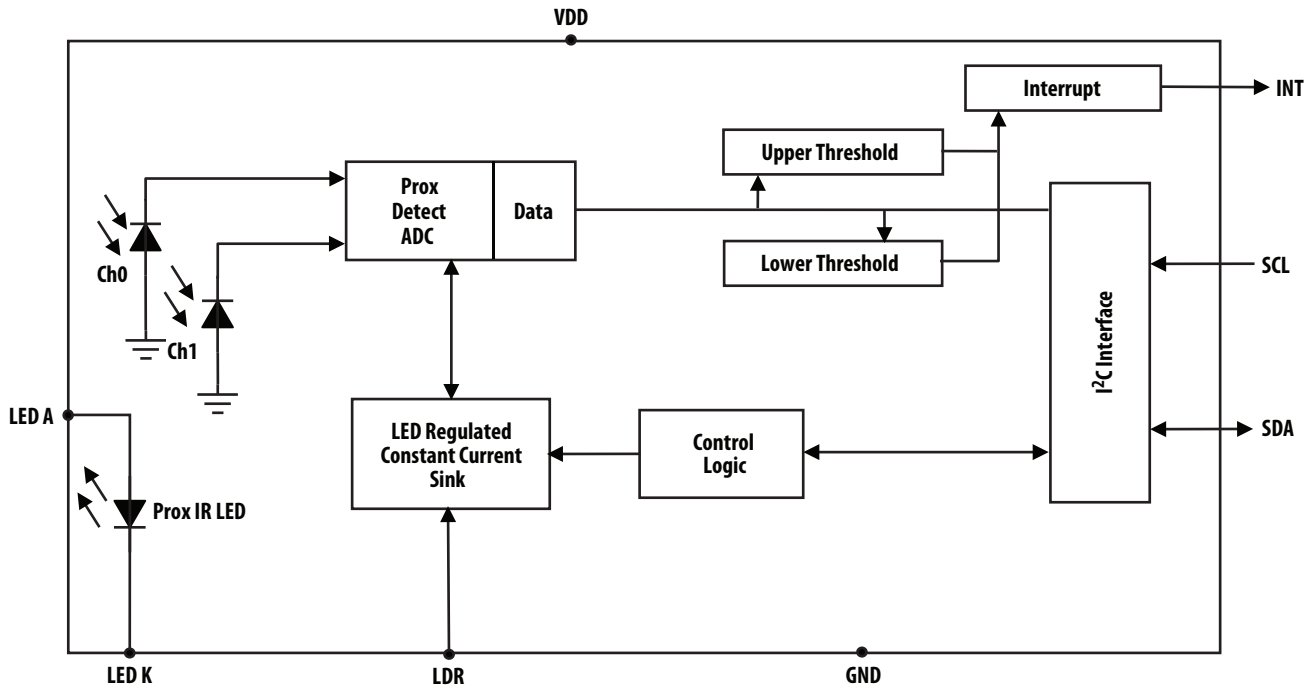 VDD
Interrupt
INT
Upper Threshold
Prox
Detect
ADC
Data
Lower Threshold
SCL
Ch0
Ch1
I²C Interface
LED A
LED Regulated
Constant Current
Sink
Control
Logic
SDA
Prox IR LED
LED K
LDR
GND